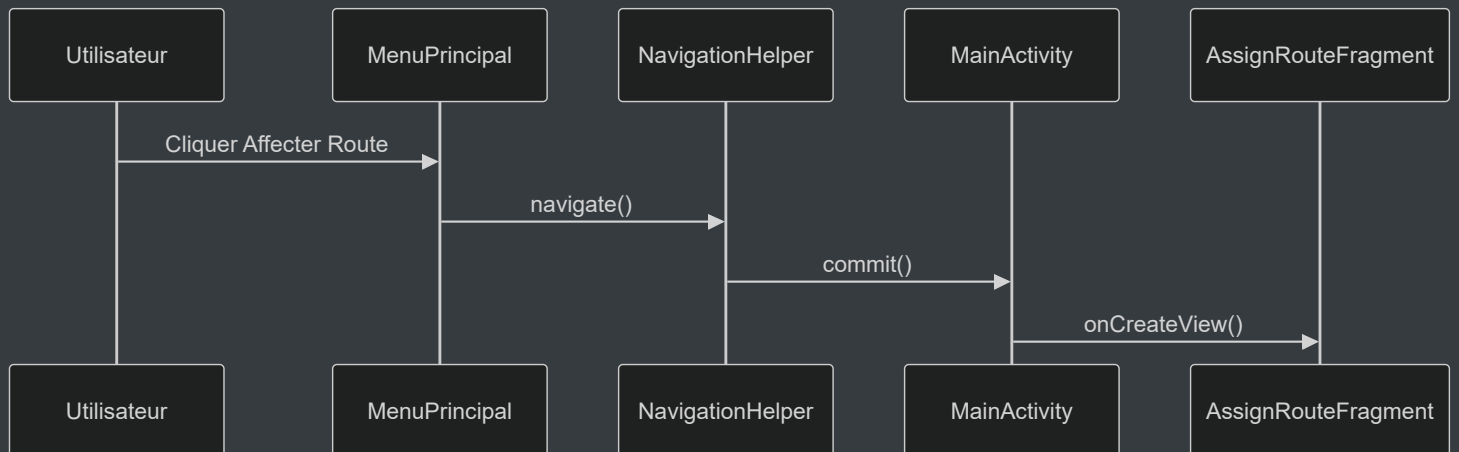 Utilisateur
MenuPrincipal
NavigationHelper
MainActivity
AssignRouteFragment
Cliquer Affecter Route
navigate()
commit()
onCreateView()
Utilisateur
MenuPrincipal
NavigationHelper
MainActivity
AssignRouteFragment